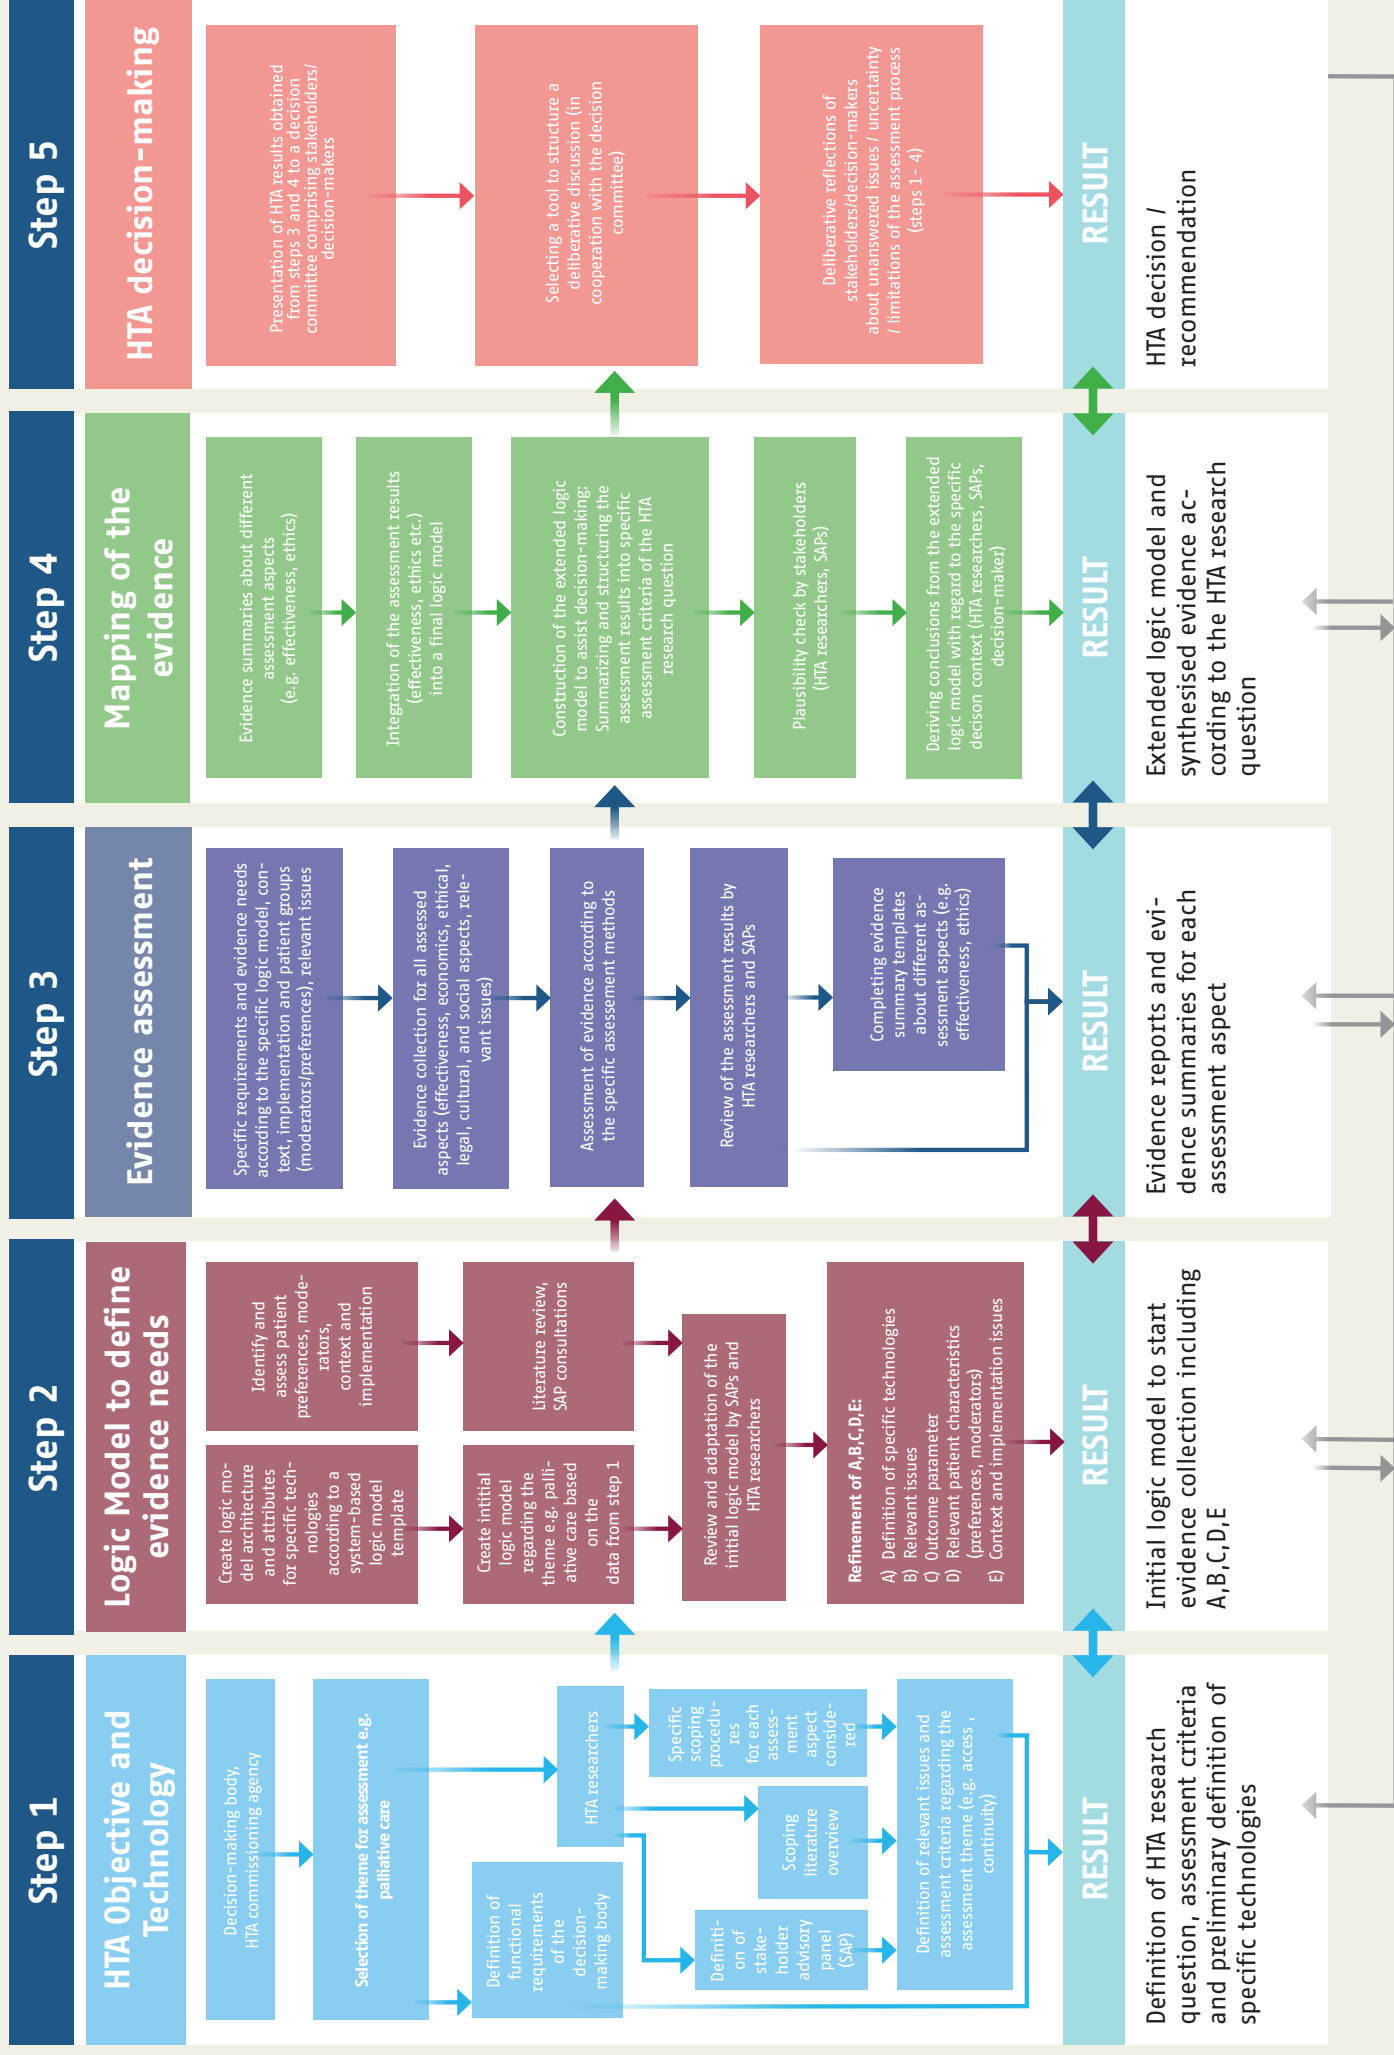 Step 1
HTA Objective and
Technology
Decision-making body,
HTA commissioning agency
Selection of theme for assessment e.g.
palliative care
Definition of
functional
requirements
of the
decision-
making body
HTA researchers
Definiti-
on of
stake-
holder
advisory
panel
(SAP)
Scoping
literature
overview
Specific
scoping
procedu-
res
for each
assess-
ment
aspect
conside-
red
Definition of relevant issues and
assessment criteria regarding the
assessment theme (e.g. access ,
continuity)
RESULT
Definition of HTA research
question, assessment criteria
and preliminary definition of
specific technologies
Step 2
Logic Model to define
evidence needs
Create logic mo-
del architecture
and attributes
for specific tech-
nologies
according to a
system-based
logic model
template
Identify and
assess patient
preferences, mode-
rators,
context and
implementation
Create intitial
logic model
regarding the
theme e.g. palli-
ative care based
on the
data from step 1
Literature review,
SAP consultations
Review and adaptation of the
initial logic model by SAPs and
HTA researchers
Refinement of A,B,C,D,E:
A) Definition of specific technologies
B) Relevant issues
C) Outcome parameter
D) Relevant patient characteristics
(preferences, moderators)
E) Context and implementation issues
RESULT
Initial logic model to start
evidence collection including
A,B,C,D,E
Step 3
Evidence assessment
Specific requirements and evidence needs
according to the specific logic model, con-
text, implementation and patient groups
(moderators/preferences), relevant issues
Evidence collection for all assessed
aspects (effectiveness, economics, ethical,
legal, cultural, and social aspects, rele-
vant issues)
Assessment of evidence according to
the specific assessment methods
Review of the assessment results by
HTA researchers and SAPs
Completing evidence
summary templates
about different as-
sessment aspects (e.g.
effectiveness, ethics)
RESULT
Evidence reports and evi-
dence summaries for each
assessment aspect
Step 4
Mapping of the
evidence
Evidence summaries about different
assessment aspects
(e.g. effectiveness, ethics)
Integration of the assessment results
(effectiveness, ethics etc.)
into a final logic model
Construction of the extended logic
model to assist decision-making:
Summarizing and structuring the
assessment results into specific
assessment criteria of the HTA
research question
Plausibility check by stakeholders
(HTA researchers, SAPs)
Deriving conclusions from the extended
logic model with regard to the specific
decison context (HTA researchers, SAPs,
decision-maker)
RESULT
Extended logic model and
synthesised evidence ac-
cording to the HTA research
question
Step 5
HTA decision-making
Presentation of HTA results obtained
from steps 3 and 4 to a decision
committee comprising stakeholders/
decision-makers
Selecting a tool to structure a
deliberative discussion (in
cooperation with the decision
committee)
Deliberative reflections of
stakeholders/decision-makers
about unanswered issues / uncertainty
/ limitations of the assessment process
(steps 1- 4)
RESULT
HTA decision /
recommendation